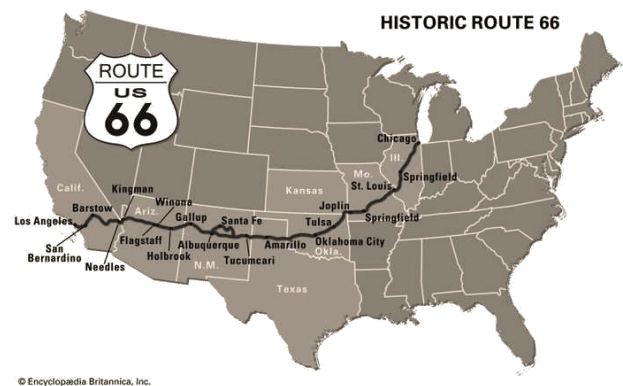 HISTORIC ROUTE 66
ROUTE
US
66
Chicago
Ill.
Mo.
Springfield
St. Louis
Kansas
Calif.
Kingman
Winona
Ariz.
Barstow
Joplin
Gallup
Santa Fe
Springfield
Los Angeles
Tulsa
Flagstaff
Albuquerque
Amarillo
Oklahoma City
San
Bernardino
Holbrook
Okla.
Needles
N.M.
Tucumcari
Texas
© Encyclopædia Britannica, Inc.